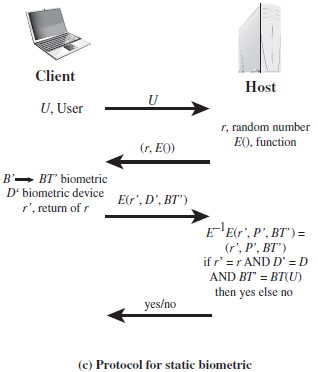 Client
Host
U, User
U
r, random number
E(), function
(r, E())
B'→ BT' biometric
D‘ biometric device
r', return of r
E(r', D', BT')
E⁻¹E(r', P', BT') =
(r', P', BT')
if r' = r AND D' = D
AND BT' = BT(U)
then yes else no
yes/no
(c) Protocol for static biometric